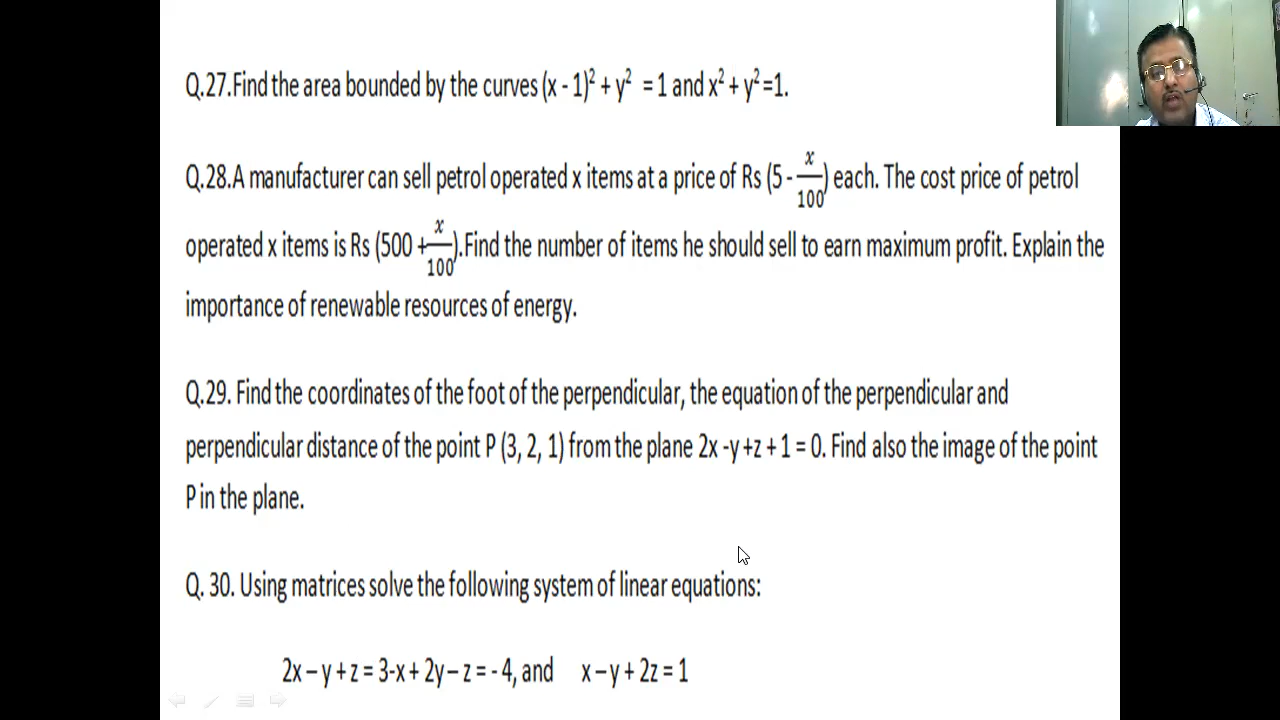 Q.27.Find the area bounded by the curves (x - 1)² + y² = 1 and x² + y²=1.
Q.28.A manufacturer can sell petrol operated x items at a price of Rs (5 - x/100) each. The cost price of petrol
operated x items is Rs (500 + x/100).Find the number of items he should sell to earn maximum profit. Explain the
importance of renewable resources of energy.
Q.29. Find the coordinates of the foot of the perpendicular, the equation of the perpendicular and
perpendicular distance of the point P (3, 2, 1) from the plane 2x -y +z + 1 = 0. Find also the image of the point
P in the plane.
Q. 30. Using matrices solve the following system of linear equations:
2x – y + z = 3-x + 2y – z = - 4, and x – y + 2z = 1